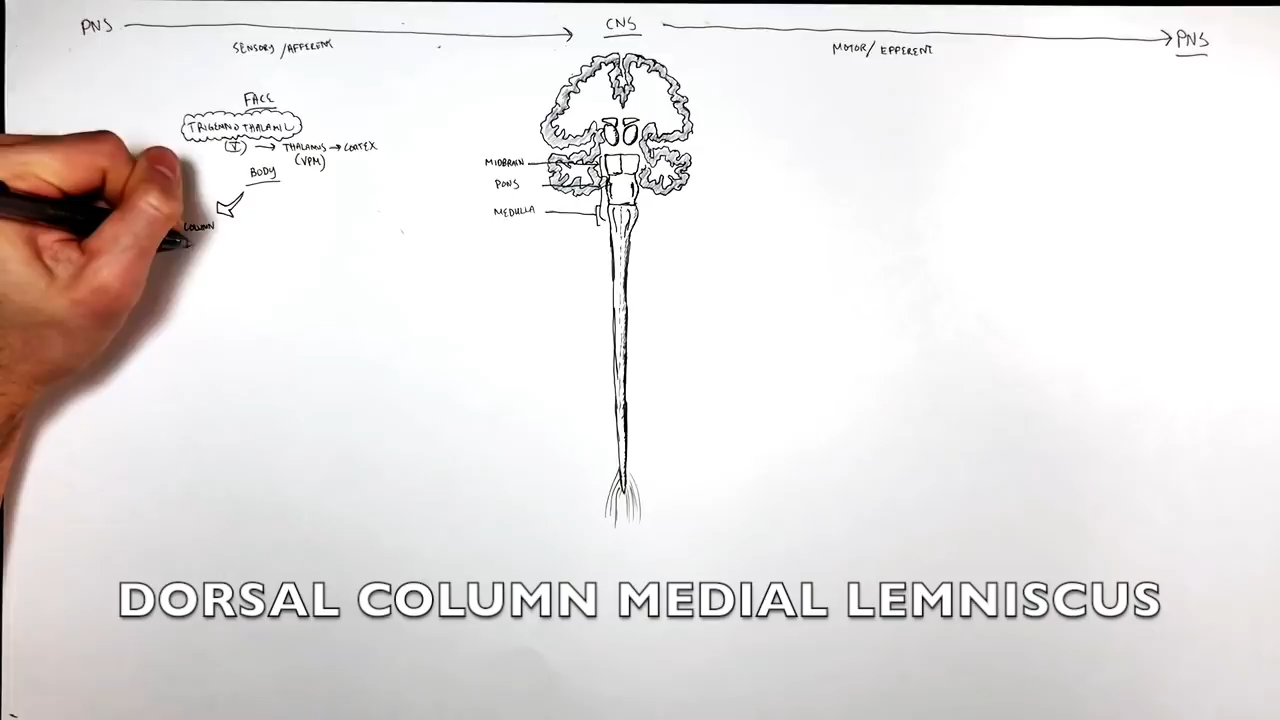 PNS
CNS
PNS
SENSORY/AFFERENT
MOTOR/EFFERENT
FACE
TRIGEMINOTHALAMIC
V → THALAMUS → CORTEX
(VPM)
BODY
COLUMN
MIDBRAIN
PONS
MEDULLA
DORSAL COLUMN MEDIAL LEMNISCUS